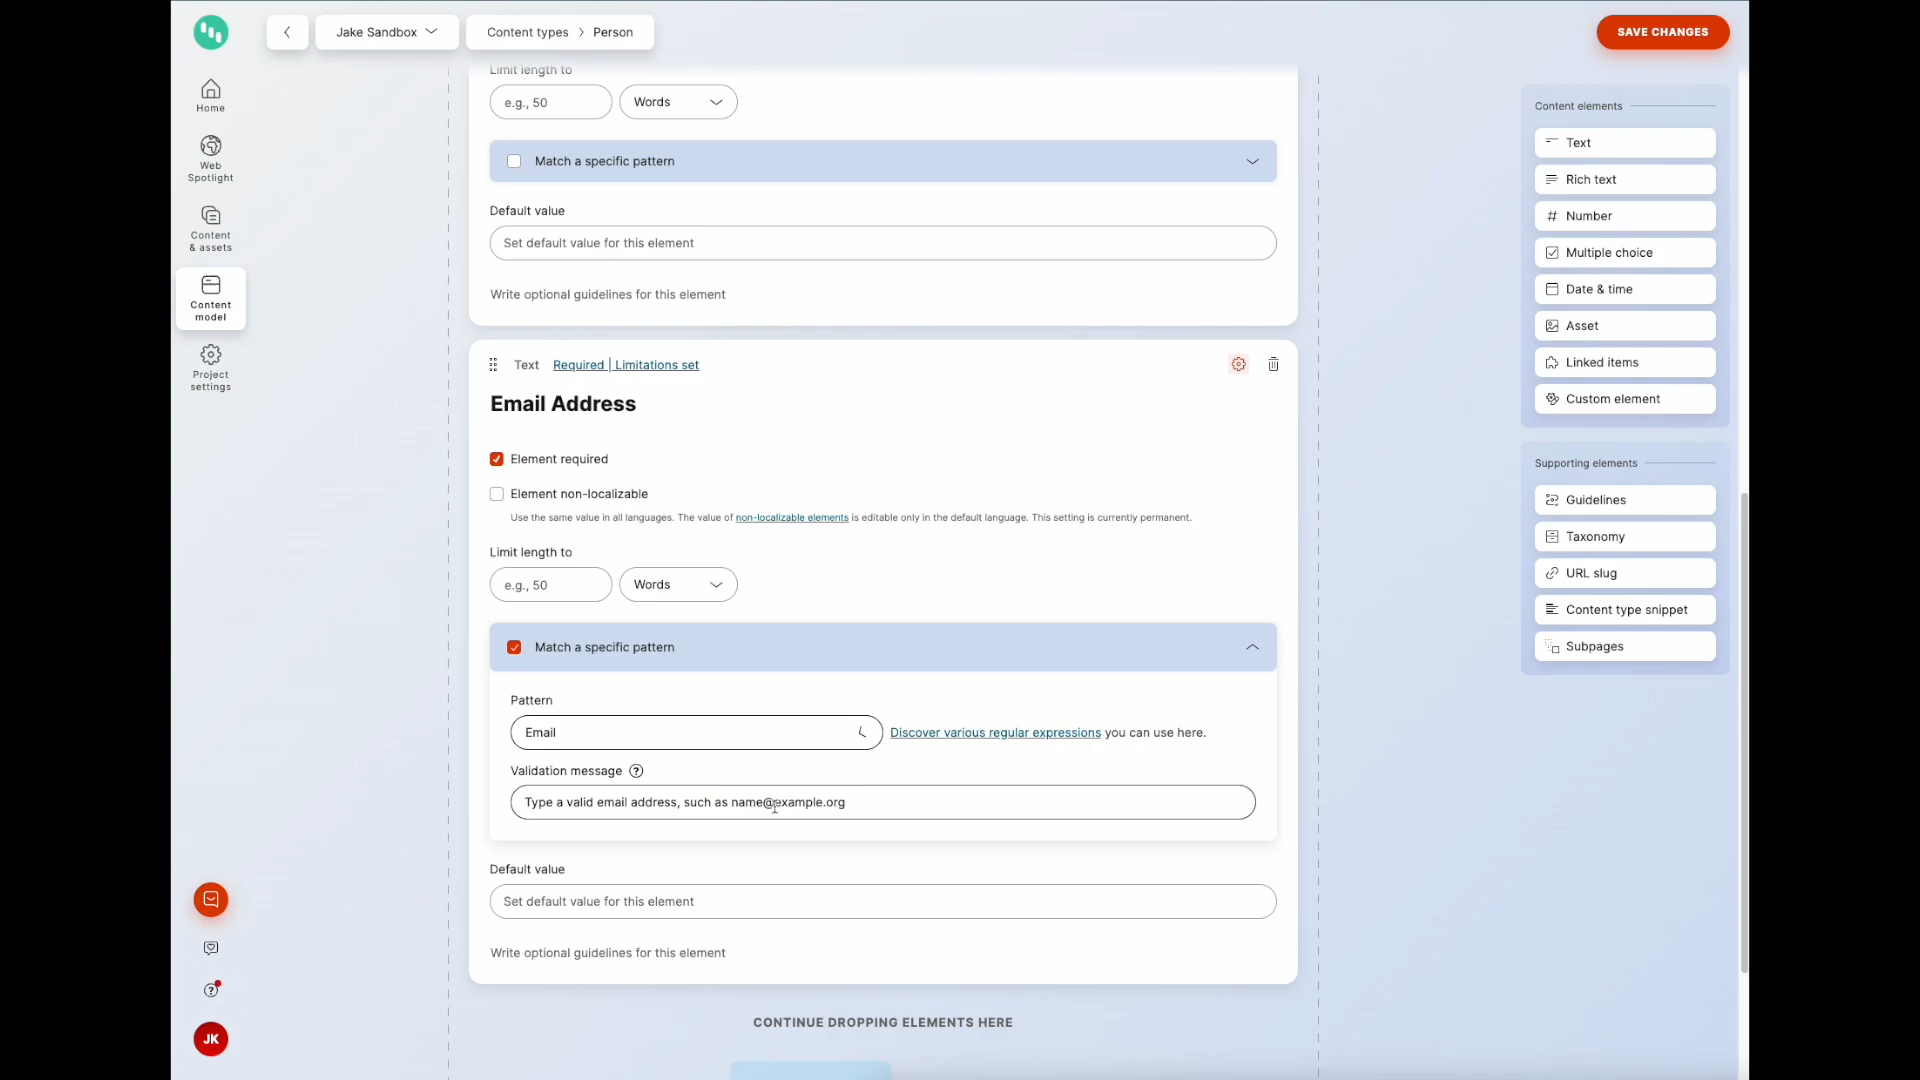 Jake Sandbox
Content types > Person
SAVE CHANGES
Home
Web
Spotlight
Content
& assets
Content
model
Project
settings
JK
Limit length to
e.g., 50
Words
Match a specific pattern
Default value
Set default value for this element
Write optional guidelines for this element
Text Required | Limitations set
Email Address
Element required
Element non-localizable
Use the same value in all languages. The value of non-localizable elements is editable only in the default language. This setting is currently permanent.
Limit length to
e.g., 50
Words
Match a specific pattern
Pattern
Email
Discover various regular expressions you can use here.
Validation message ?
Type a valid email address, such as name@example.org
Default value
Set default value for this element
Write optional guidelines for this element
CONTINUE DROPPING ELEMENTS HERE
Content elements
Text
Rich text
# Number
Multiple choice
Date & time
Asset
Linked items
Custom element
Supporting elements
Guidelines
Taxonomy
URL slug
Content type snippet
Subpages